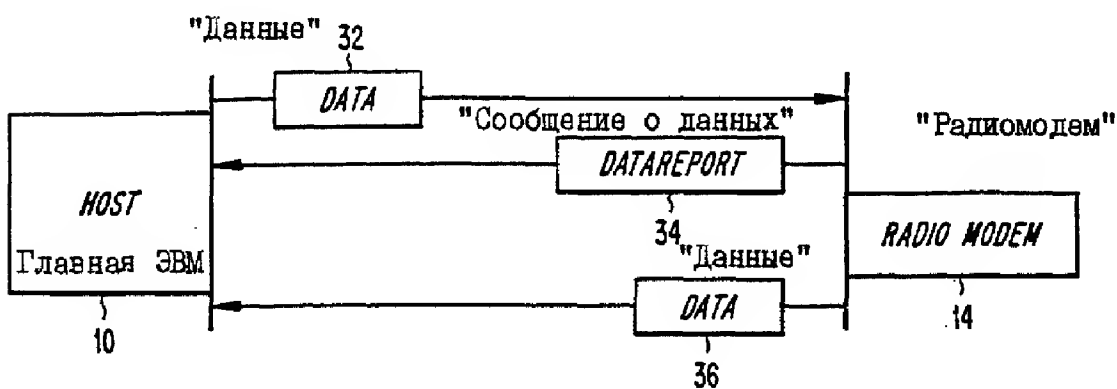 "Данные" 32
DATA
"Сообщение о данных"
"Радиомодем"
DATAREPORT
HOST
34
RADIO MODEM
Главная ЭВМ
"Данные"
DATA
10
14
36